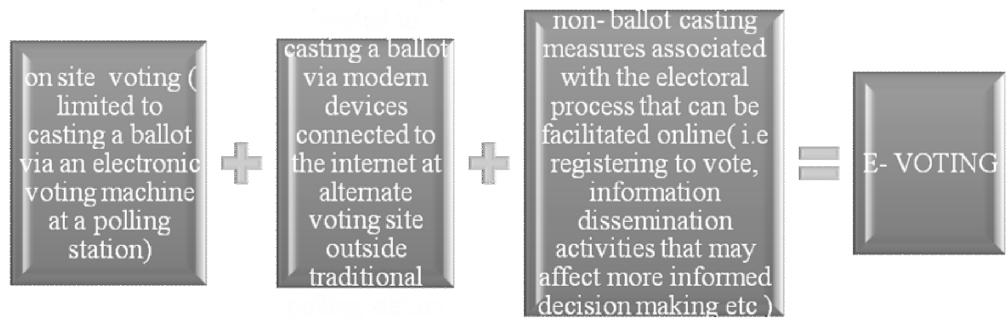 on site voting (
limited to
casting a ballot
via an electronic
voting machine
at a polling
station)
casting a ballot
via modern
devices
connected to
the internet at
alternate
voting site
outside
traditional
non- ballot casting
measures associated
with the electoral
process that can be
facilitated online( i.e
registering to vote,
information
dissemination
activities that may
affect more informed
decision making etc )
E- VOTING